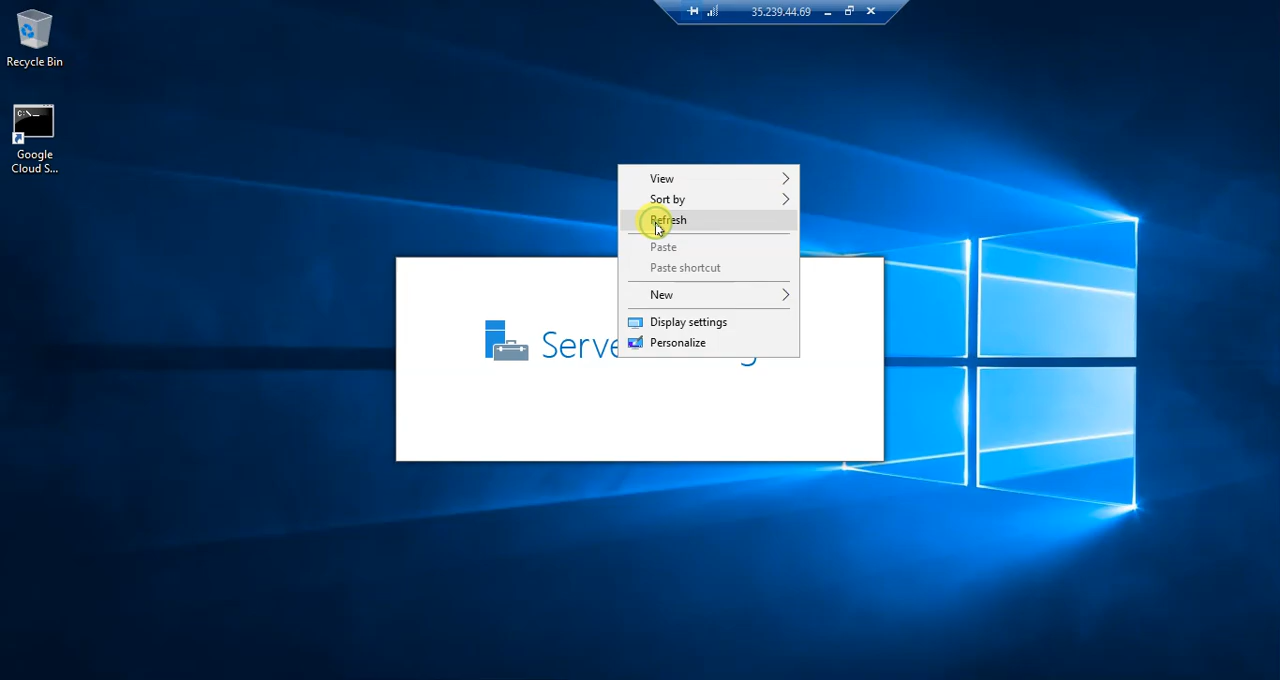 35.239.44.69
Recycle Bin
Google
Cloud S...
View
Sort by
Refresh
Paste
Paste shortcut
New
Display settings
Personalize